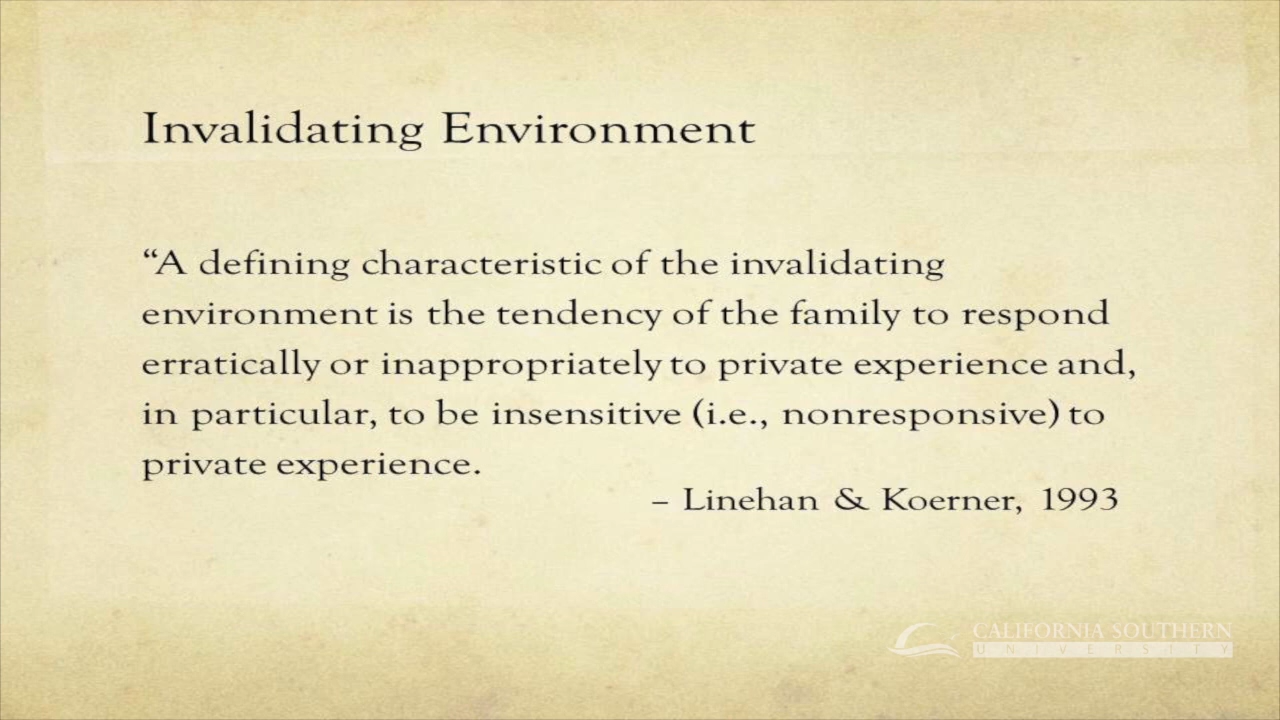 Invalidating Environment
“A defining characteristic of the invalidating
environment is the tendency of the family to respond
erratically or inappropriately to private experience and,
in particular, to be insensitive (i.e., nonresponsive) to
private experience.
– Linehan & Koerner, 1993
CALIFORNIA SOUTHERN
UNIVERSITY